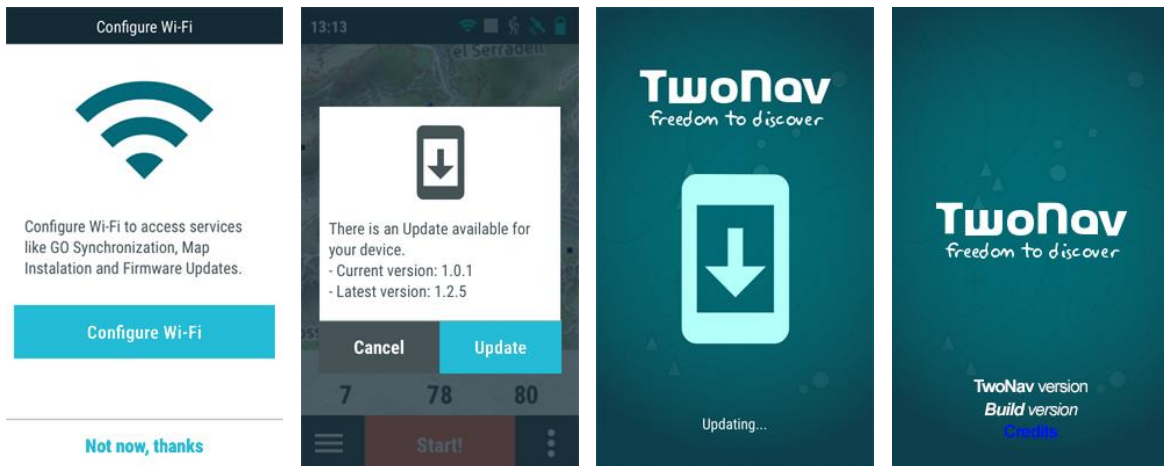 Configure Wi-Fi
Configure Wi-Fi to access services
like GO Synchronization, Map
Instalation and Firmware Updates.
Configure Wi-Fi
Not now, thanks
13:13
el Serradell
There is an Update available for
your device.
- Current version: 1.0.1
- Latest version: 1.2.5
Cancel
Update
7 78 80
Start!
TwoNav
freedom to discover
Updating...
TwoNav
freedom to discover
TwoNav version
Build version
Credits